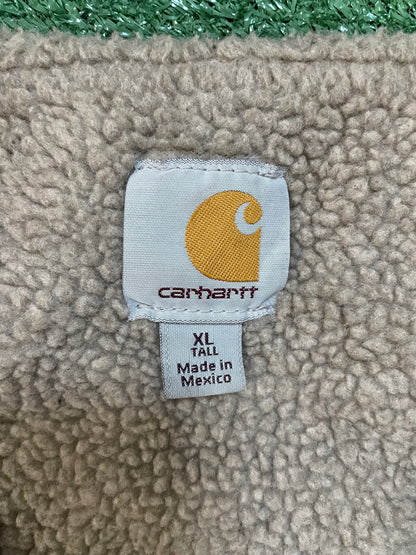 carhartt
XL
TALL
Made in
Mexico